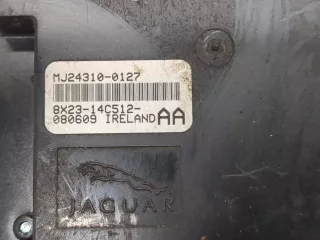 MJ24310-0127
8X23-14C512-
080609 IRELAND AA
JAGUAR